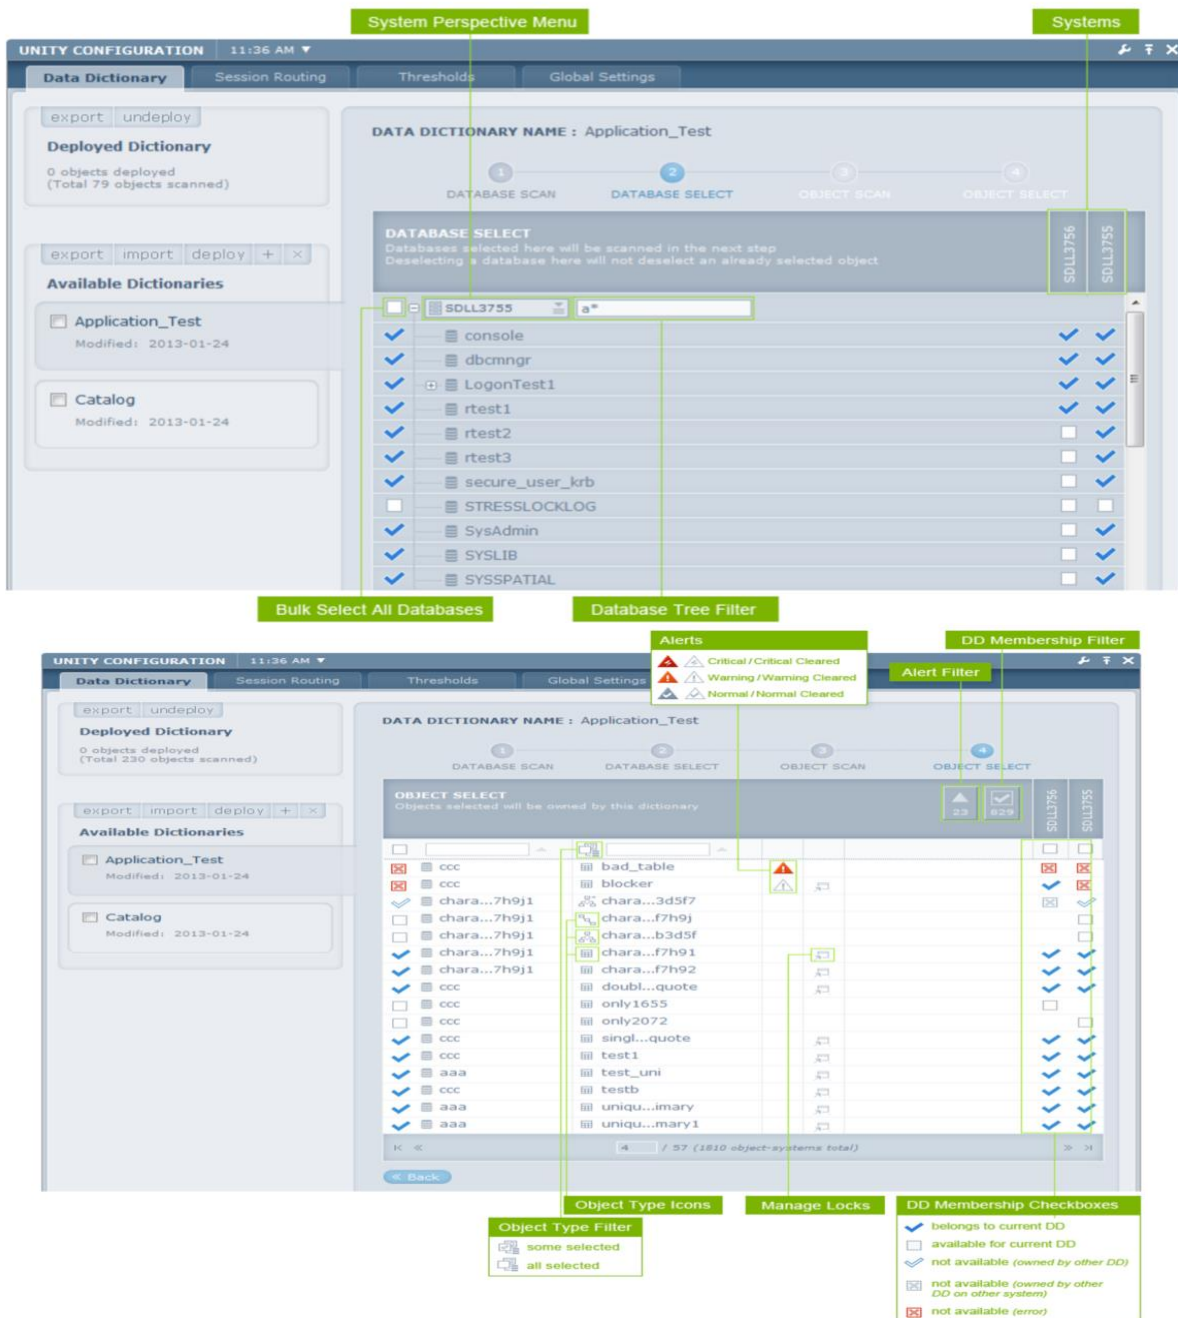 System Perspective Menu
Systems
UNITY CONFIGURATION 11:36 AM ▼
Data Dictionary Session Routing Thresholds Global Settings
export undeploy
Deployed Dictionary
0 objects deployed
(Total 79 objects scanned)
export import deploy + ×
Available Dictionaries
Application_Test
Modified: 2013-01-24
Catalog
Modified: 2013-01-24
DATA DICTIONARY NAME : Application_Test
1 2 3 4
DATABASE SCAN DATABASE SELECT OBJECT SCAN OBJECT SELECT
DATABASE SELECT
Databases selected here will be scanned in the next step
Deselecting a database here will not deselect an already selected object
SDLL3756
SDLL3755
SDLL3755 a*
console
dbcmngr
LogonTest1
rtest1
rtest2
rtest3
secure_user_krb
STRESSLOCKLOG
SysAdmin
SYSLIB
SYSSPATIAL
Bulk Select All Databases
Database Tree Filter
Alerts
Critical / Critical Cleared
Warning / Warning Cleared
Normal / Normal Cleared
DD Membership Filter
Alert Filter
UNITY CONFIGURATION 11:36 AM ▼
Data Dictionary Session Routing Thresholds Global Settings
export undeploy
Deployed Dictionary
0 objects deployed
(Total 230 objects scanned)
export import deploy + ×
Available Dictionaries
Application_Test
Modified: 2013-01-24
Catalog
Modified: 2013-01-24
DATA DICTIONARY NAME : Application_Test
1 2 3 4
DATABASE SCAN DATABASE SELECT OBJECT SCAN OBJECT SELECT
OBJECT SELECT
Objects selected will be owned by this dictionary
23 829
SDLL3756
SDLL3755
ccc bad_table
ccc blocker
chara...7h9j1 chara...3d5f7
chara...7h9j1 chara...f7h9j
chara...7h9j1 chara...b3d5f
chara...7h9j1 chara...f7h91
chara...7h9j1 chara...f7h92
ccc doubl...quote
ccc only1655
ccc only2072
ccc singl...quote
ccc test1
aaa test_uni
ccc testb
aaa uniqu...imary
aaa uniqu...mary1
4 / 57 (1810 object-systems total)
« Back
Object Type Icons
Manage Locks
Object Type Filter
some selected
all selected
DD Membership Checkboxes
belongs to current DD
available for current DD
not available (owned by other DD)
not available (owned by other
DD on other system)
not available (error)